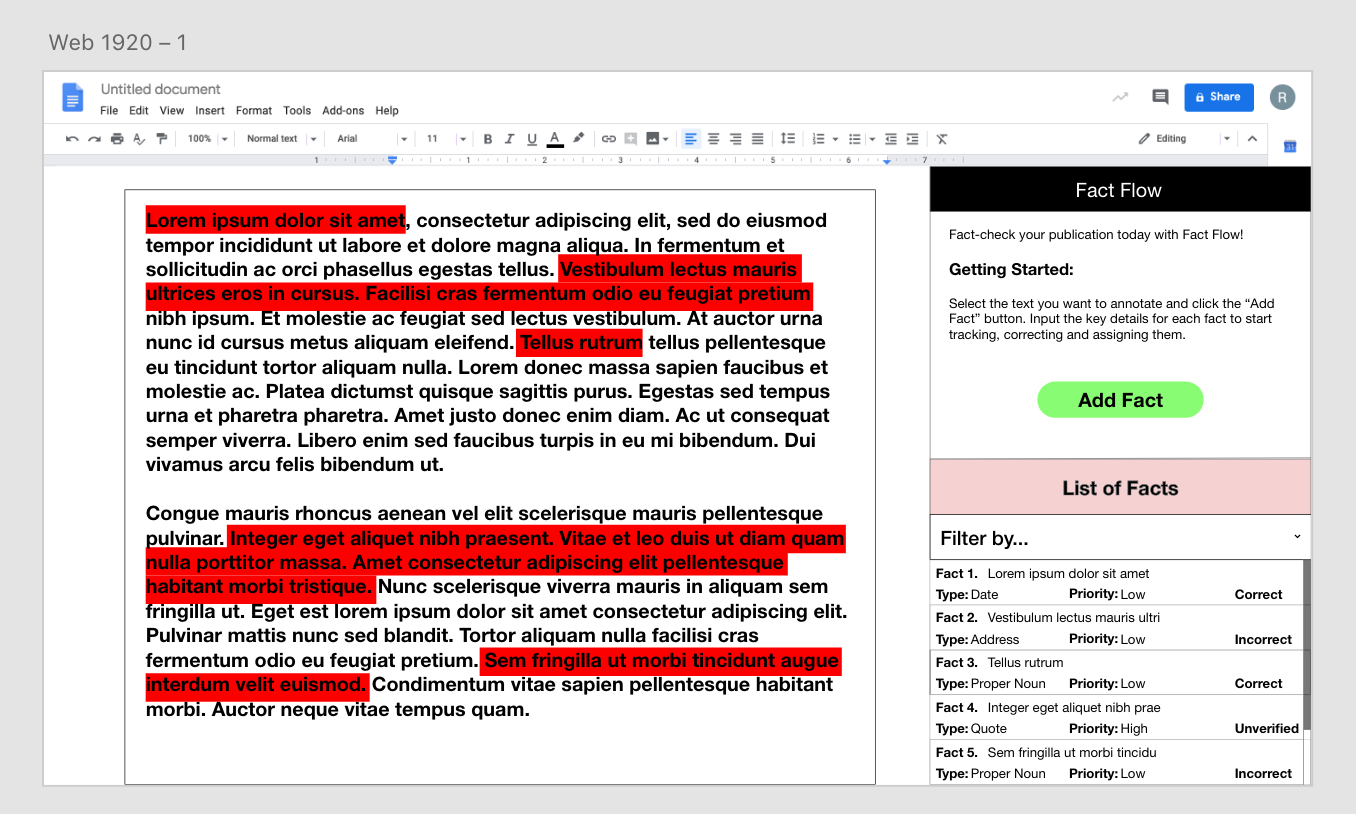 Web 1920 – 1
Untitled document
File Edit View Insert Format Tools Add-ons Help
Share
R
100% Normal text Arial 11 B I U A Editing
31
1 1 2 3 4 5 6 7
Lorem ipsum dolor sit amet, consectetur adipiscing elit, sed do eiusmod
tempor incididunt ut labore et dolore magna aliqua. In fermentum et
sollicitudin ac orci phasellus egestas tellus. Vestibulum lectus mauris
ultrices eros in cursus. Facilisi cras fermentum odio eu feugiat pretium
nibh ipsum. Et molestie ac feugiat sed lectus vestibulum. At auctor urna
nunc id cursus metus aliquam eleifend. Tellus rutrum tellus pellentesque
eu tincidunt tortor aliquam nulla. Lorem donec massa sapien faucibus et
molestie ac. Platea dictumst quisque sagittis purus. Egestas sed tempus
urna et pharetra pharetra. Amet justo donec enim diam. Ac ut consequat
semper viverra. Libero enim sed faucibus turpis in eu mi bibendum. Dui
vivamus arcu felis bibendum ut.
Congue mauris rhoncus aenean vel elit scelerisque mauris pellentesque
pulvinar. Integer eget aliquet nibh praesent. Vitae et leo duis ut diam quam
nulla porttitor massa. Amet consectetur adipiscing elit pellentesque
habitant morbi tristique. Nunc scelerisque viverra mauris in aliquam sem
fringilla ut. Eget est lorem ipsum dolor sit amet consectetur adipiscing elit.
Pulvinar mattis nunc sed blandit. Tortor aliquam nulla facilisi cras
fermentum odio eu feugiat pretium. Sem fringilla ut morbi tincidunt augue
interdum velit euismod. Condimentum vitae sapien pellentesque habitant
morbi. Auctor neque vitae tempus quam.
Fact Flow
Fact-check your publication today with Fact Flow!
Getting Started:
Select the text you want to annotate and click the “Add
Fact” button. Input the key details for each fact to start
tracking, correcting and assigning them.
Add Fact
List of Facts
Filter by...
Fact 1. Lorem ipsum dolor sit amet
Type: Date Priority: Low Correct
Fact 2. Vestibulum lectus mauris ultri
Type: Address Priority: Low Incorrect
Fact 3. Tellus rutrum
Type: Proper Noun Priority: Low Correct
Fact 4. Integer eget aliquet nibh prae
Type: Quote Priority: High Unverified
Fact 5. Sem fringilla ut morbi tincidu
Type: Proper Noun Priority: Low Incorrect